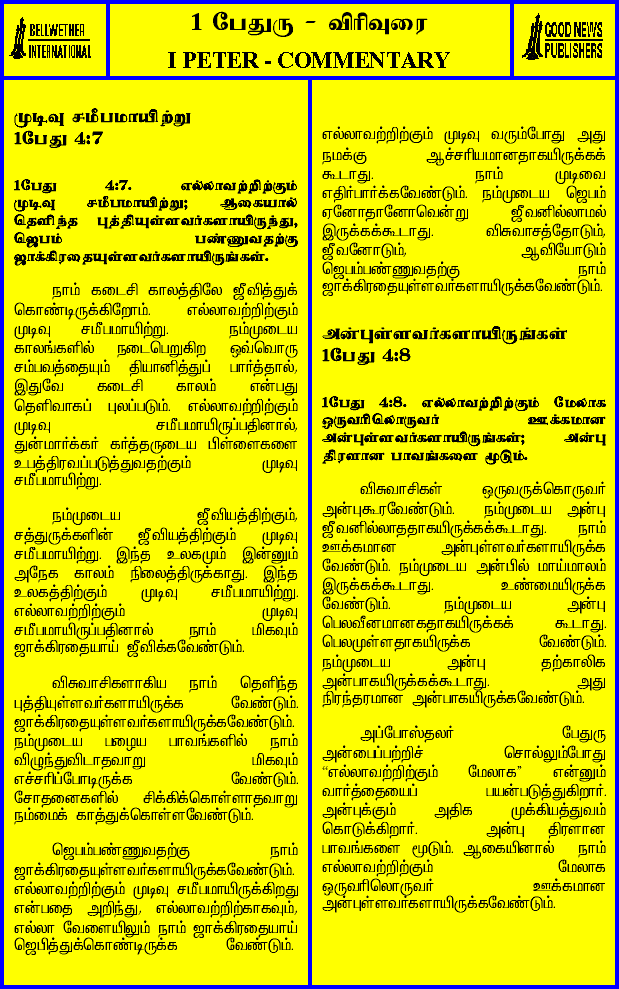 BELLWETHER
INTERNATIONAL
1 பேதுரு - விரிவுரை
I PETER - COMMENTARY
GOOD NEWS
PUBLISHERS
முடிவு சமீபமாயிற்று
1பேது 4:7
1பேது 4:7. எல்லாவற்றிற்கும்
முடிவு சமீபமாயிற்று; ஆகையால்
தெளிந்த புத்தியுள்ளவர்களாயிருந்து,
ஜெபம் பண்ணுவதற்கு
ஜாக்கிரதையுள்ளவர்களாயிருங்கள்.
நாம் கடைசி காலத்திலே ஜீவித்துக்
கொண்டிருக்கிறோம். எல்லாவற்றிற்கும்
முடிவு சமீபமாயிற்று. நம்முடைய
காலங்களில் நடைபெறுகிற ஒவ்வொரு
சம்பவத்தையும் தியானித்துப் பார்த்தால்,
இதுவே கடைசி காலம் என்பது
தெளிவாகப் புலப்படும். எல்லாவற்றிற்கும்
முடிவு சமீபமாயிருப்பதினால்,
துன்மார்க்கர் கர்த்தருடைய பிள்ளைகளை
உபத்திரவப்படுத்துவதற்கும் முடிவு
சமீபமாயிற்று.
நம்முடைய ஜீவியத்திற்கும்,
சத்துருக்களின் ஜீவியத்திற்கும் முடிவு
சமீபமாயிற்று. இந்த உலகமும் இன்னும்
அநேக காலம் நிலைத்திருக்காது. இந்த
உலகத்திற்கும் முடிவு சமீபமாயிற்று.
எல்லாவற்றிற்கும் முடிவு
சமீபமாயிருப்பதினால் நாம் மிகவும்
ஜாக்கிரதையாய் ஜீவிக்கவேண்டும்.
விசுவாசிகளாகிய நாம் தெளிந்த
புத்தியுள்ளவர்களாயிருக்க வேண்டும்.
ஜாக்கிரதையுள்ளவர்களாயிருக்கவேண்டும்.
நம்முடைய பழைய பாவங்களில் நாம்
விழுந்துவிடாதவாறு மிகவும்
எச்சரிப்போடிருக்க வேண்டும்.
சோதனைகளில் சிக்கிக்கொள்ளாதவாறு
நம்மைக் காத்துக்கொள்ளவேண்டும்.
ஜெபம்பண்ணுவதற்கு நாம்
ஜாக்கிரதையுள்ளவர்களாயிருக்கவேண்டும்.
எல்லாவற்றிற்கும் முடிவு சமீபமாயிருக்கிறது
என்பதை அறிந்து, எல்லாவற்றிற்காகவும்,
எல்லா வேளையிலும் நாம் ஜாக்கிரதையாய்
ஜெபித்துக்கொண்டிருக்க வேண்டும்.
எல்லாவற்றிற்கும் முடிவு வரும்போது அது
நமக்கு ஆச்சரியமானதாகயிருக்கக்
கூடாது. நாம் முடிவை
எதிர்பார்க்கவேண்டும். நம்முடைய ஜெபம்
ஏனோதானோவென்று ஜீவனில்லாமல்
இருக்கக்கூடாது. விசுவாசத்தோடும்,
ஜீவனோடும், ஆவியோடும்
ஜெபம்பண்ணுவதற்கு நாம்
ஜாக்கிரதையுள்ளவர்களாயிருக்கவேண்டும்.
அன்புள்ளவர்களாயிருங்கள்
1பேது 4:8
1பேது 4:8. எல்லாவற்றிற்கும் மேலாக
ஒருவரிலொருவர் ஊக்கமான
அன்புள்ளவர்களாயிருங்கள்; அன்பு
திரளான பாவங்களை மூடும்.
விசுவாசிகள் ஒருவருக்கொருவர்
அன்புகூரவேண்டும். நம்முடைய அன்பு
ஜீவனில்லாததாகயிருக்கக்கூடாது. நாம்
ஊக்கமான அன்புள்ளவர்களாயிருக்க
வேண்டும். நம்முடைய அன்பில் மாய்மாலம்
இருக்கக்கூடாது. உண்மையிருக்க
வேண்டும். நம்முடைய அன்பு
பெலவீனமானகதாகயிருக்கக் கூடாது.
பெலமுள்ளதாகயிருக்க வேண்டும்.
நம்முடைய அன்பு தற்காலிக
அன்பாகயிருக்கக்கூடாது. அது
நிரந்தரமான அன்பாகயிருக்கவேண்டும்.
அப்போஸ்தலர் பேதுரு
அன்பைப்பற்றிச் சொல்லும்போது
“எல்லாவற்றிற்கும் மேலாக” என்னும்
வார்த்தையைப் பயன்படுத்துகிறார்.
அன்புக்கும் அதிக முக்கியத்துவம்
கொடுக்கிறார். அன்பு திரளான
பாவங்களை மூடும். ஆகையினால் நாம்
எல்லாவற்றிற்கும் மேலாக
ஒருவரிலொருவர் ஊக்கமான
அன்புள்ளவர்களாயிருக்கவேண்டும்.